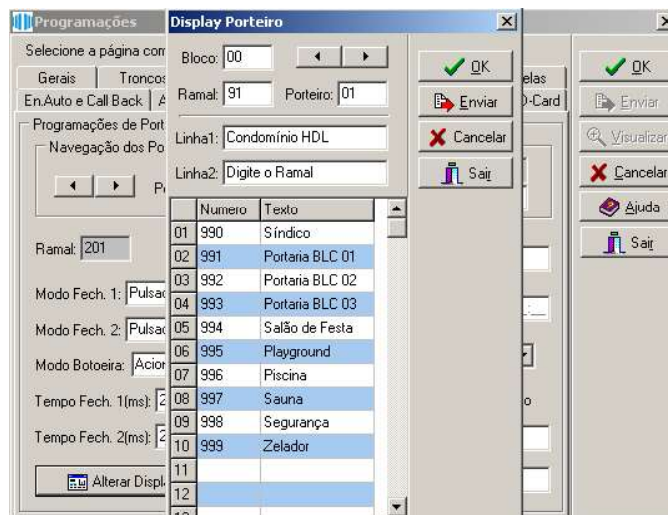 Programações
Selecione a página com
Gerais Troncos
En.Auto e Call Back
Programações de Port
Navegação dos Po
Ramal: 201
Modo Fech. 1: Pulsad
Modo Fech. 2: Pulsad
Modo Botoeira: Acion
Tempo Fech. 1(ms): 2
Tempo Fech. 2(ms): 2
Alterar Displ
Display Porteiro
Bloco: 00
Ramal: 91 Porteiro: 01
Linha1: Condomínio HDL
Linha2: Digite o Ramal
Numero Texto
01 990 Síndico
02 991 Portaria BLC 01
03 992 Portaria BLC 02
04 993 Portaria BLC 03
05 994 Salão de Festa
06 995 Playground
07 996 Piscina
08 997 Sauna
09 998 Segurança
10 999 Zelador
11
12
OK
Enviar
Cancelar
Sair
elas
D-Card
OK
Enviar
Visualizar
Cancelar
Ajuda
Sair